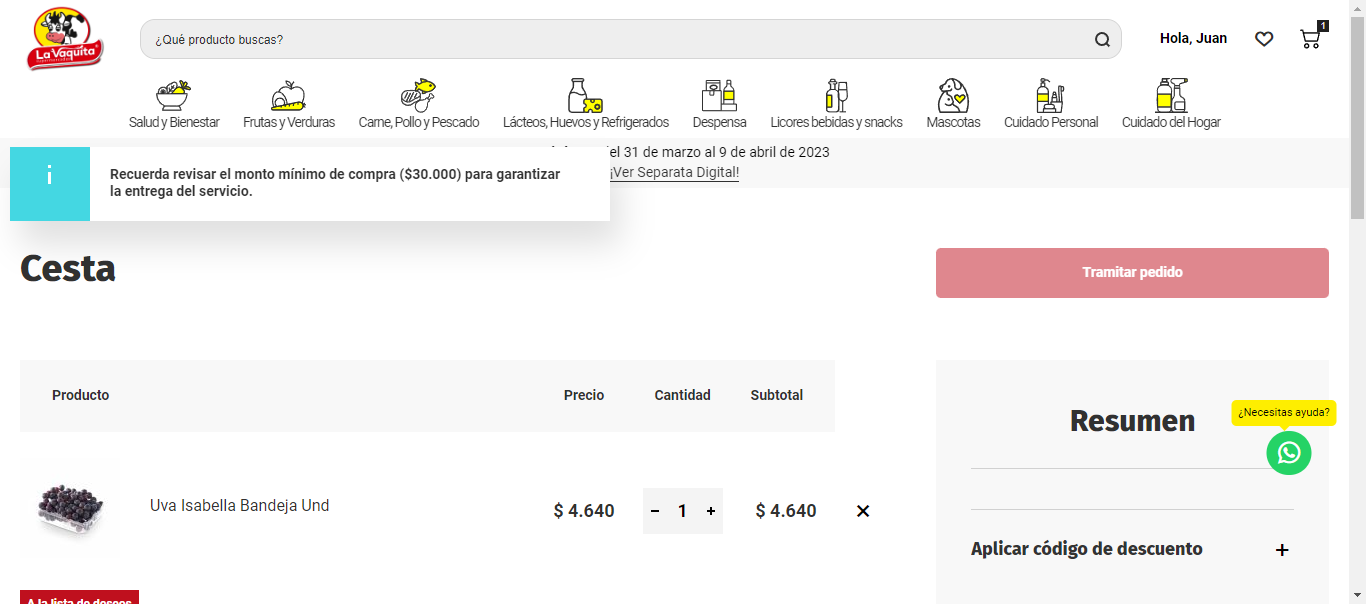 La Vaquita
¿Qué producto buscas?
Hola, Juan
1
Salud y Bienestar
Frutas y Verduras
Carne, Pollo y Pescado
Lácteos, Huevos y Refrigerados
Despensa
Licores bebidas y snacks
Mascotas
Cuidado Personal
Cuidado del Hogar
el 31 de marzo al 9 de abril de 2023
¡Ver Separata Digital!
i
Recuerda revisar el monto mínimo de compra ($30.000) para garantizar
la entrega del servicio.
Cesta
Tramitar pedido
Producto
Precio
Cantidad
Subtotal
Resumen
¿Necesitas ayuda?
Uva Isabella Bandeja Und
$ 4.640
− 1 +
$ 4.640
×
Aplicar código de descuento
+
A la lista de deseos